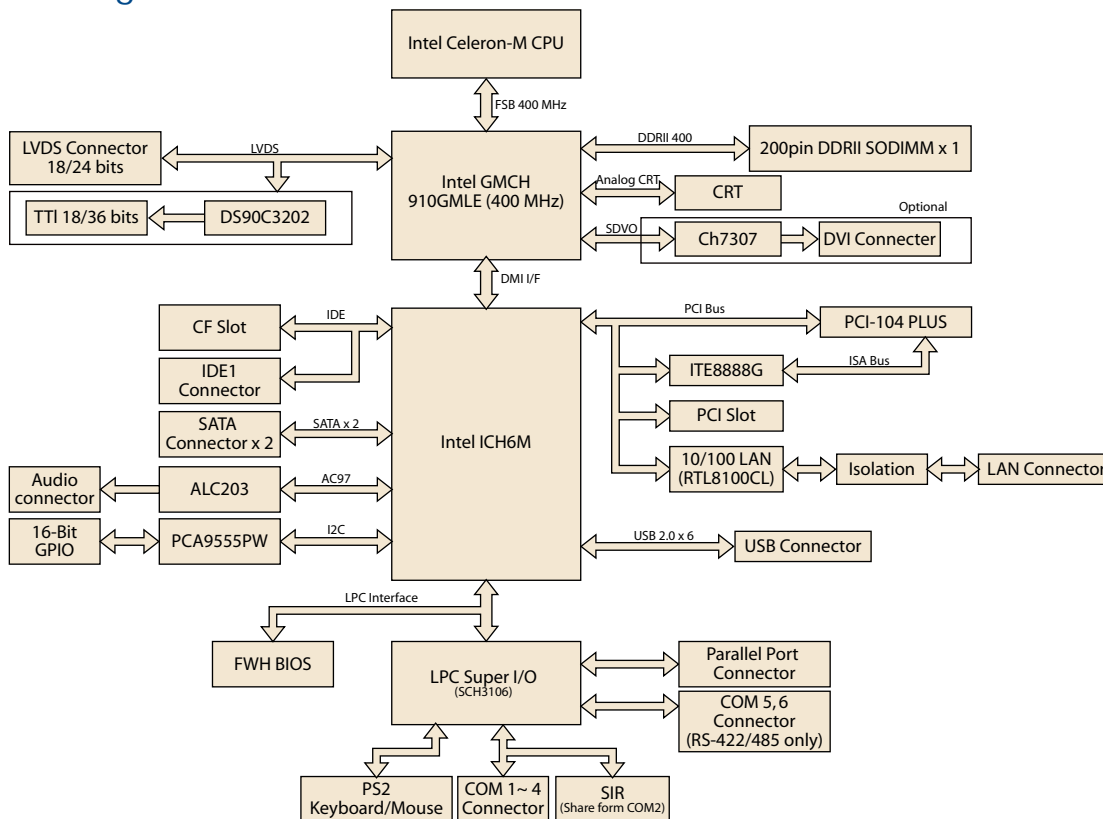 Intel Celeron-M CPU
FSB 400 MHz
LVDS Connector
18/24 bits
LVDS
Intel GMCH
910GMLE (400 MHz)
DDRII 400
200pin DDRII SODIMM x 1
Analog CRT
CRT
Optional
TTl 18/36 bits
DS90C3202
SDVO
Ch7307
DVI Connecter
DMI I/F
CF Slot
IDE
IDE1
Connector
SATA
Connector x 2
SATA x 2
Intel ICH6M
PCI Bus
PCI-104 PLUS
ITE8888G
ISA Bus
PCI Slot
10/100 LAN
(RTL8100CL)
Isolation
LAN Connector
Audio
connector
ALC203
AC97
16-Bit
GPIO
PCA9555PW
I2C
USB 2.0 x 6
USB Connector
LPC Interface
FWH BIOS
LPC Super I/O
(SCH3106)
Parallel Port
Connector
COM 5, 6
Connector
(RS-422/485 only)
PS2
Keyboard/Mouse
COM 1~ 4
Connector
SIR
(Share form COM2)